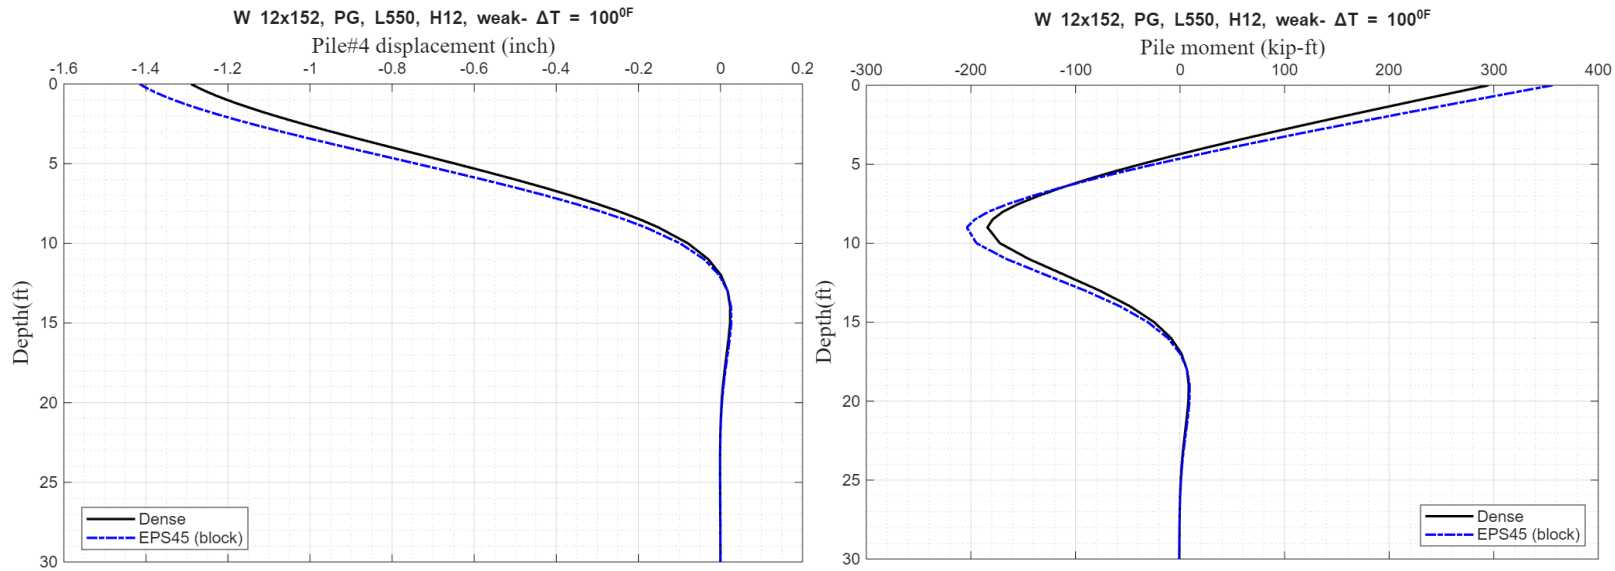 W 12x152, PG, L550, H12, weak- ΔT = 100⁰F
Pile#4 displacement (inch)
-1.6 -1.4 -1.2 -1 -0.8 -0.6 -0.4 -0.2 0 0.2
0
5
10
15
20
25
30
Depth(ft)
Dense
EPS45 (block)
W 12x152, PG, L550, H12, weak- ΔT = 100⁰F
Pile moment (kip-ft)
-300 -200 -100 0 100 200 300 400
0
5
10
15
20
25
30
Depth(ft)
Dense
EPS45 (block)